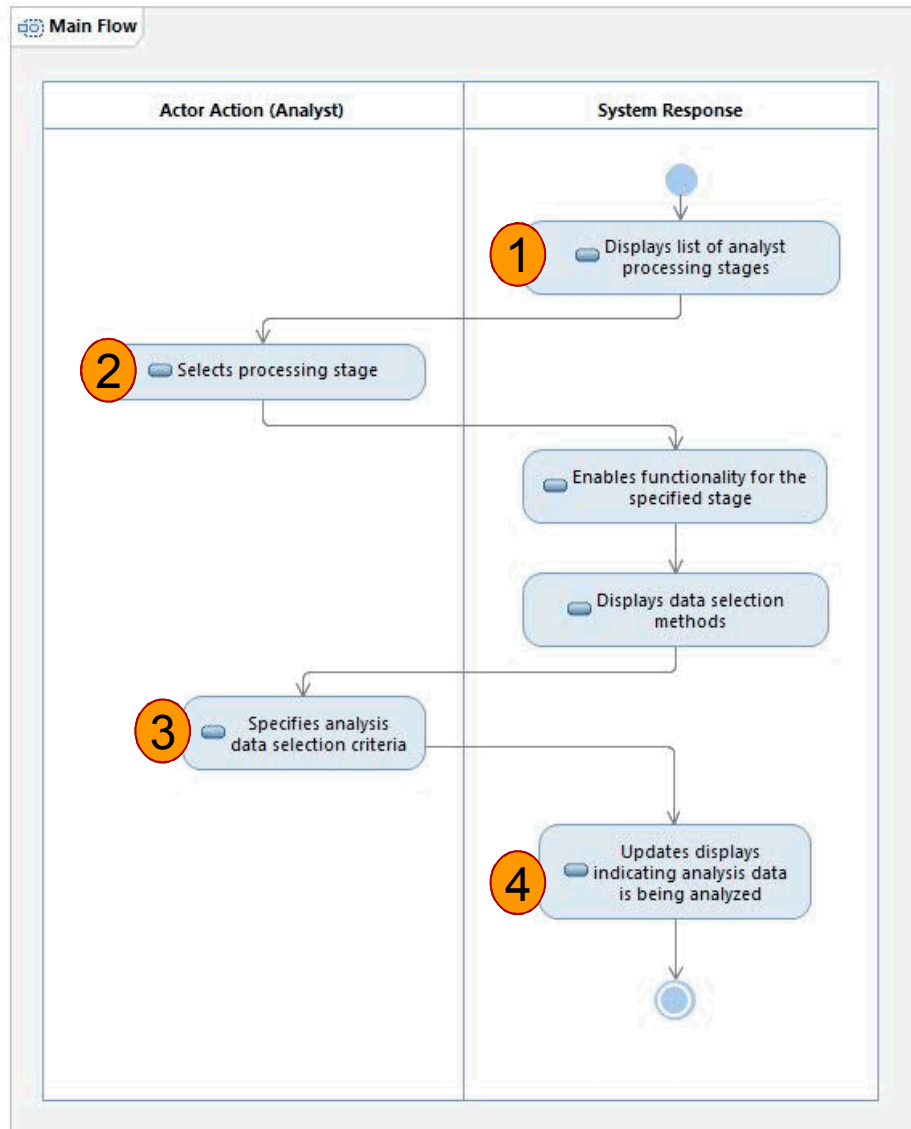 Main Flow
Actor Action (Analyst)
System Response
1
Displays list of analyst
processing stages
2
Selects processing stage
Enables functionality for the
specified stage
Displays data selection
methods
3
Specifies analysis
data selection criteria
4
Updates displays
indicating analysis data
is being analyzed